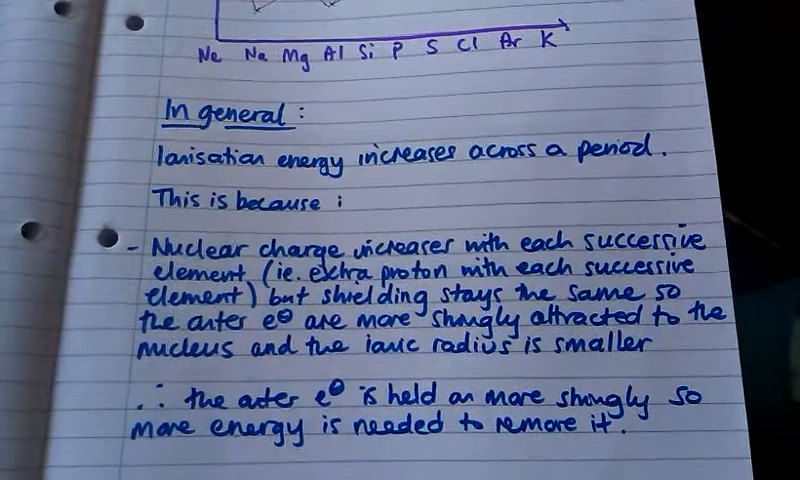 Ne Na Mg Al Si P S Cl Ar K
In general :
Ionisation energy increases across a period.
This is because :
- Nuclear charge increases with each successive
element (ie. extra proton with each successive
element) but shielding stays the same so
the outer e⊖ are more strongly attracted to the
nucleus and the ionic radius is smaller
∴ the outer e⊖ is held on more strongly so
more energy is needed to remove it.